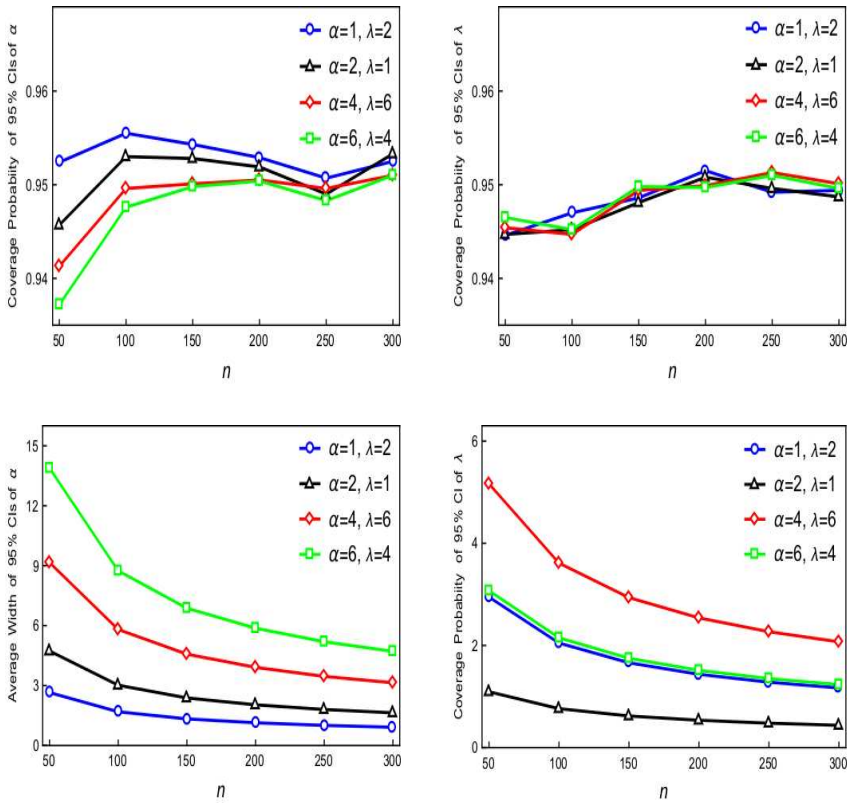 Coverage Probabiity of 95% CIs of α
0.96
0.95
0.94
α=1, λ=2
α=2, λ=1
α=4, λ=6
α=6, λ=4
50 100 150 200 250 300
n
Coverage Probabiity of 95% CIs of λ
0.96
0.95
0.94
α=1, λ=2
α=2, λ=1
α=4, λ=6
α=6, λ=4
50 100 150 200 250 300
n
Average Width of 95% CIs of α
15
12
9
6
3
0
α=1, λ=2
α=2, λ=1
α=4, λ=6
α=6, λ=4
50 100 150 200 250 300
n
Coverage Probabiity of 95% CI of λ
6
4
2
0
α=1, λ=2
α=2, λ=1
α=4, λ=6
α=6, λ=4
50 100 150 200 250 300
n